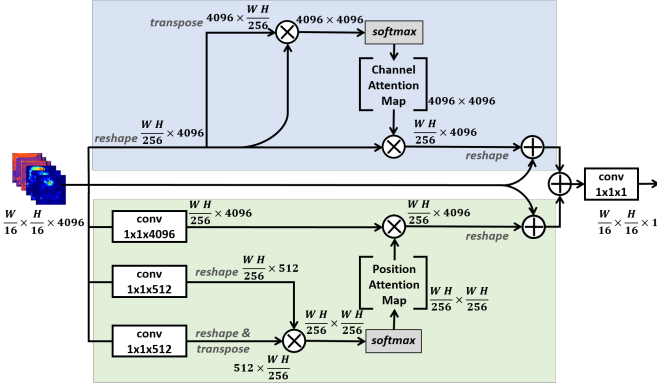 transpose 4096 × W H/256
4096 × 4096
softmax
Channel
Attention
Map
4096 × 4096
reshape W H/256 × 4096
W H/256 × 4096
reshape
W/16 × H/16 × 4096
conv
1x1x1
W/16 × H/16 × 1
conv
1x1x4096
W H/256 × 4096
W H/256 × 4096
reshape
conv
1x1x512
reshape W H/256 × 512
Position
Attention
Map
W H/256 × W H/256
conv
1x1x512
reshape &
transpose
512 × W H/256
W H/256 × W H/256
softmax